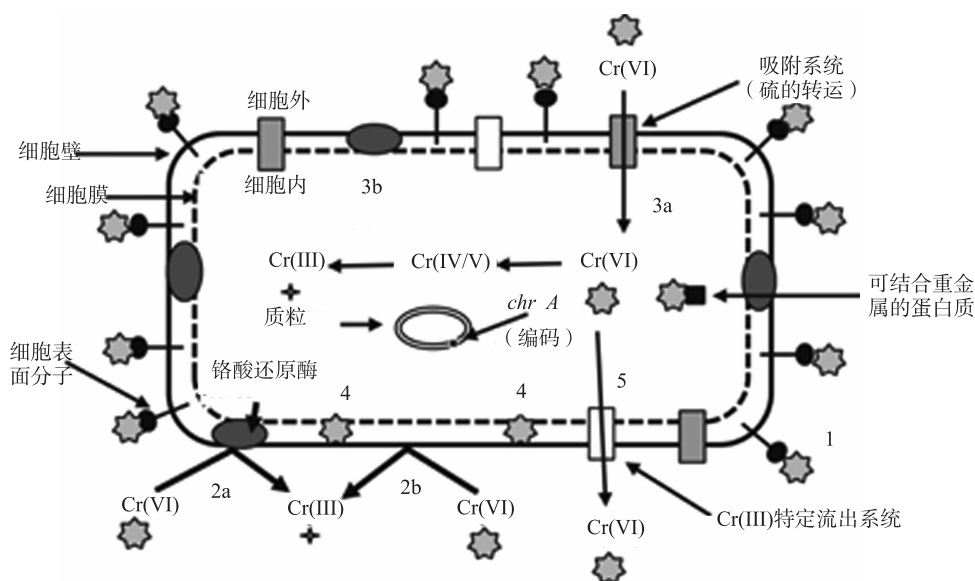 Cr(VI)
吸附系统
（硫的转运）
细胞外
细胞壁
细胞内
3b
细胞膜
3a
Cr(III)
Cr(IV/V)
Cr(VI)
可结合重金
属的蛋白质
质粒
chr A
（编码）
细胞表
面分子
铬酸还原酶
4
4
5
1
Cr(VI)
2a
Cr(III)
2b
Cr(VI)
Cr(VI)
Cr(III)特定流出系统